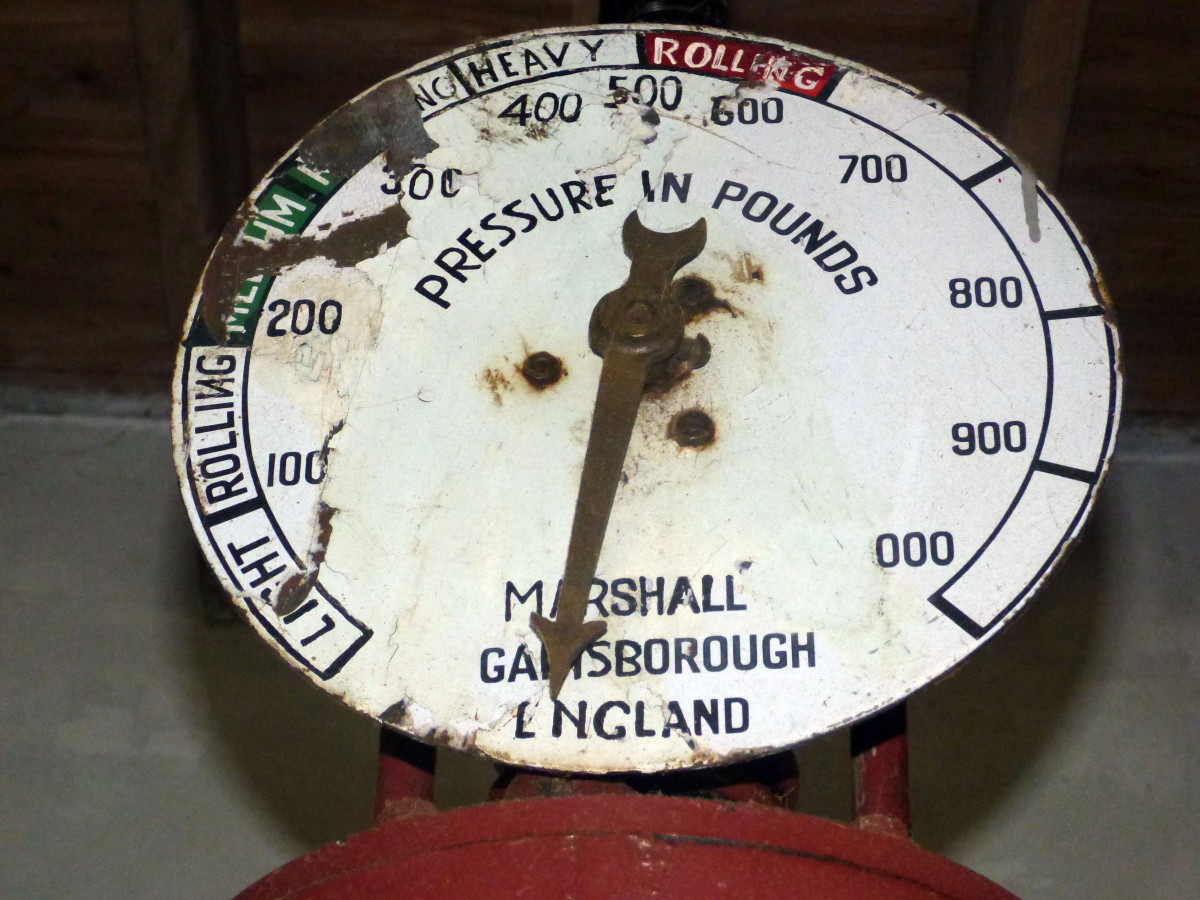 LIGHT ROLLING
HEAVY ROLLING
100
200
300
400
500
600
700
800
900
000
PRESSURE IN POUNDS
MARSHALL
GAINSBOROUGH
ENGLAND